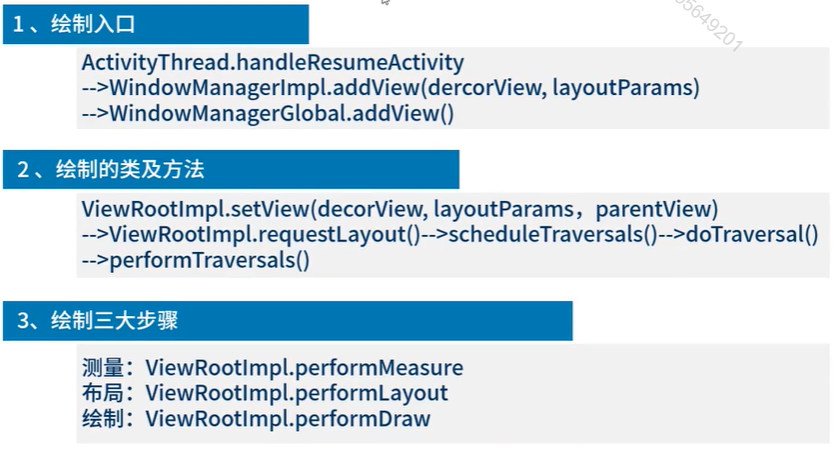 55649201
1 、绘制入口
ActivityThread.handleResumeActivity
-->WindowManagerImpl.addView(dercorView, layoutParams)
-->WindowManagerGlobal.addView()
2 、绘制的类及方法
ViewRootImpl.setView(decorView, layoutParams，parentView)
-->ViewRootImpl.requestLayout()-->scheduleTraversals()-->doTraversal()
-->performTraversals()
3、绘制三大步骤
测量：ViewRootImpl.performMeasure
布局：ViewRootImpl.performLayout
绘制：ViewRootImpl.performDraw